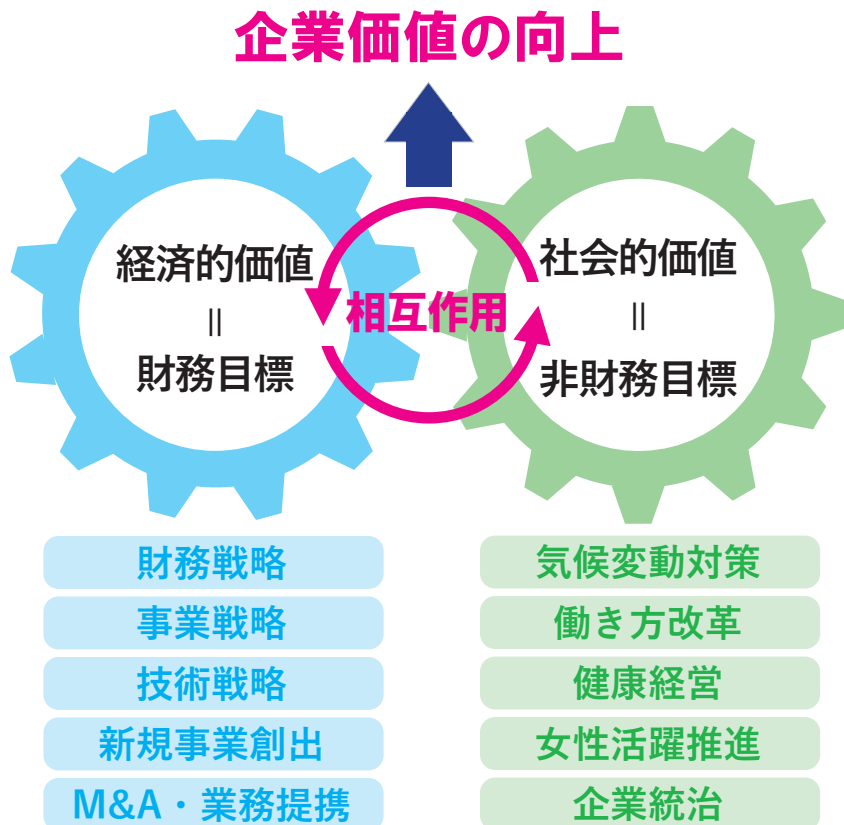 企業価値の向上
経済的価値
=
財務目標
相互作用
社会的価値
=
非財務目標
財務戦略
事業戦略
技術戦略
新規事業創出
M&A・業務提携
気候変動対策
働き方改革
健康経営
女性活躍推進
企業統治